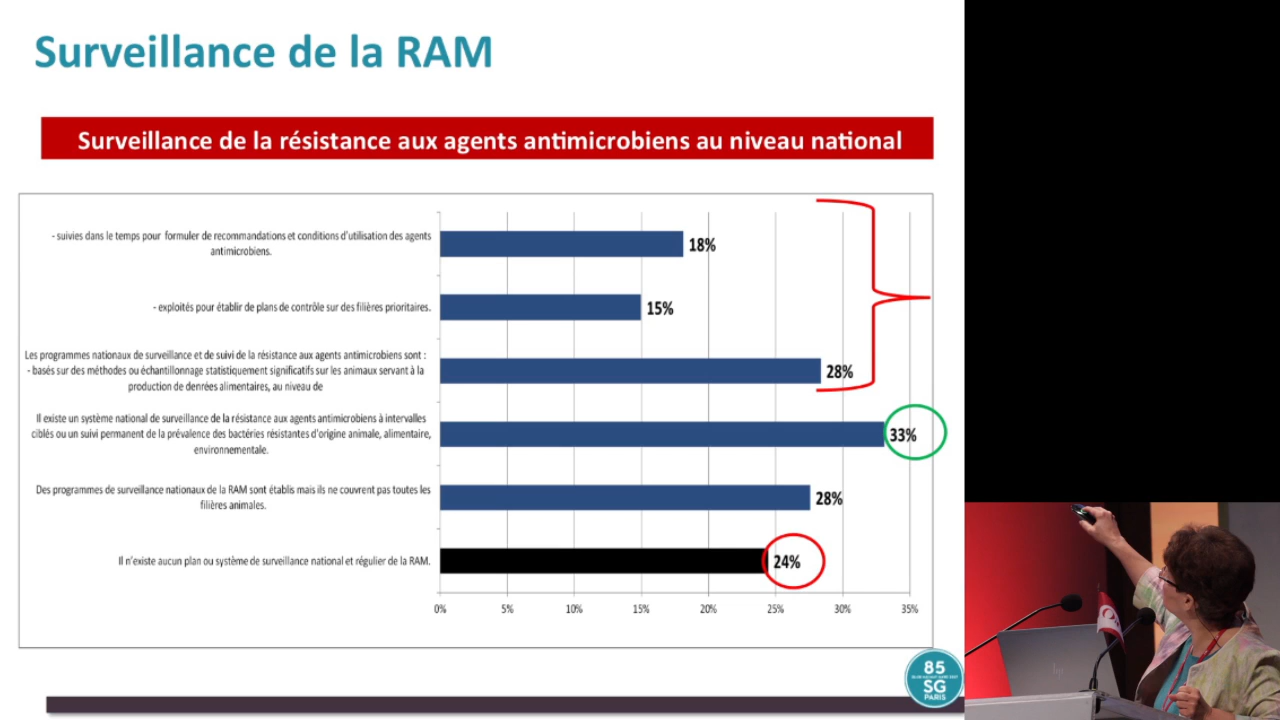 Surveillance de la RAM
Surveillance de la résistance aux agents antimicrobiens au niveau national
- suivies dans le temps pour formuler de recommandations et conditions d'utilisation des agents
antimicrobiens.
18%
- exploités pour établir de plans de contrôle sur des filières prioritaires.
15%
Les programmes nationaux de surveillance et de suivi de la résistance aux agents antimicrobiens sont :
- basés sur des méthodes ou échantillonnage statistiquement significatifs sur les animaux servant à la
production de denrées alimentaires, au niveau de
28%
Il existe un système national de surveillance de la résistance aux agents antimicrobiens à intervalles
ciblés ou un suivi permanent de la prévalence des bactéries résistantes d'origine animale, alimentaire,
environnementale.
33%
Des programmes de surveillance nationaux de la RAM sont établis mais ils ne couvrent pas toutes les
filières animales.
28%
Il n'existe aucun plan ou système de surveillance national et régulier de la RAM.
24%
0% 5% 10% 15% 20% 25% 30% 35%
85
SG
PARIS